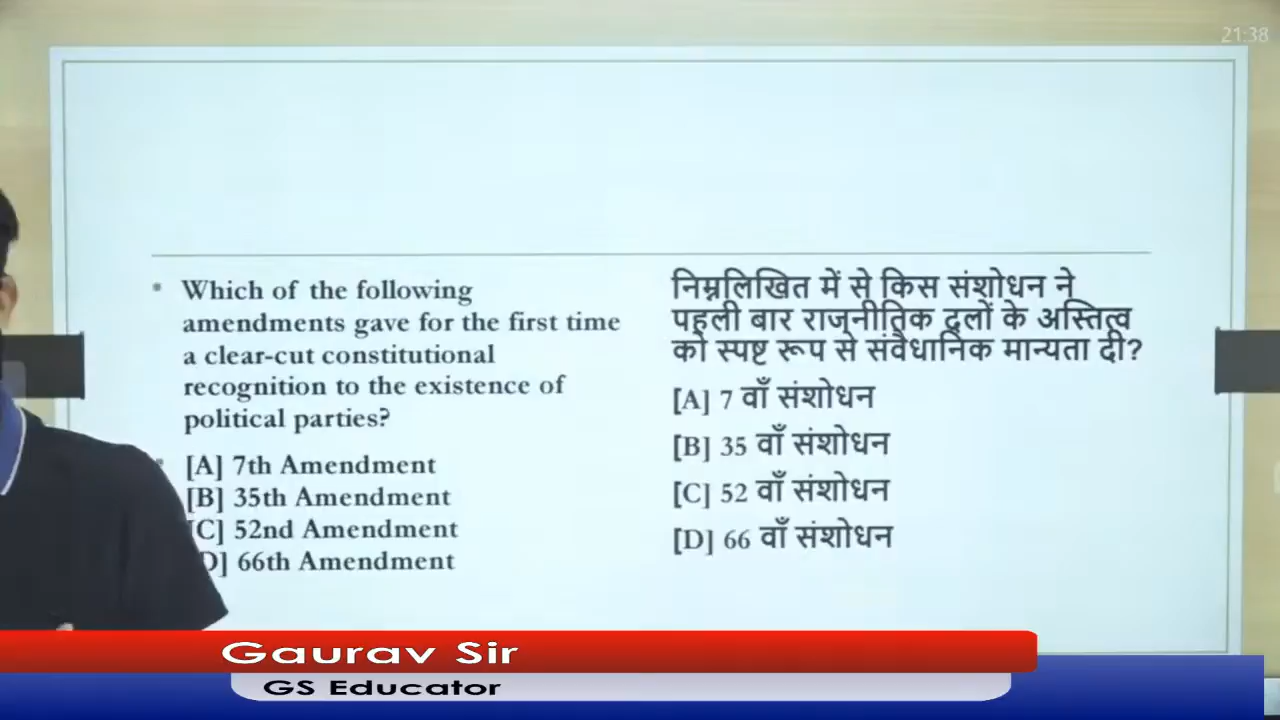 21:38
Which of the following
amendments gave for the first time
a clear-cut constitutional
recognition to the existence of
political parties?
[A] 7th Amendment
[B] 35th Amendment
[C] 52nd Amendment
D] 66th Amendment
निम्नलिखित में से किस संशोधन ने
पहली बार राजनीतिक दलों के अस्तित्व
को स्पष्ट रूप से संवैधानिक मान्यता दी?
[A] 7 वाँ संशोधन
[B] 35 वाँ संशोधन
[C] 52 वाँ संशोधन
[D] 66 वाँ संशोधन
Gaurav Sir
GS Educator